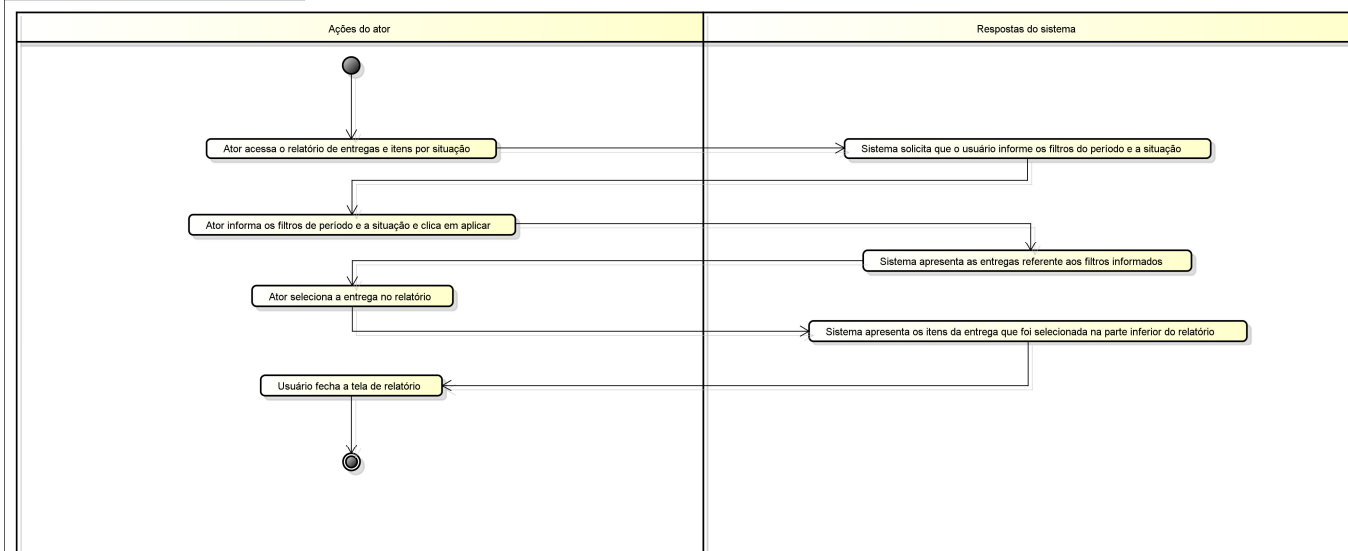 Ações do ator
Respostas do sistema
Ator acessa o relatório de entregas e itens por situação
Sistema solicita que o usuário informe os filtros do período e a situação
Ator informa os filtros de período e a situação e clica em aplicar
Sistema apresenta as entregas referente aos filtros informados
Ator seleciona a entrega no relatório
Sistema apresenta os itens da entrega que foi selecionada na parte inferior do relatório
Usuário fecha a tela de relatório